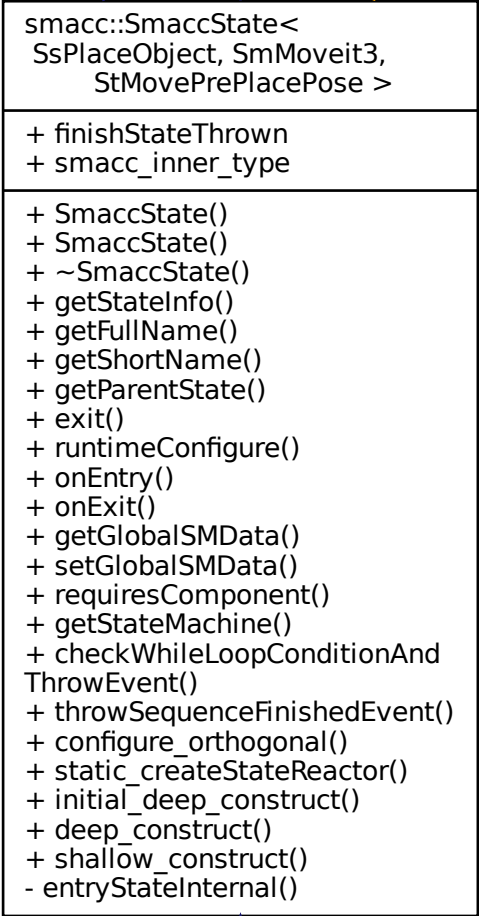 smacc::SmaccState<
SsPlaceObject, SmMoveit3,
StMovePrePlacePose >
+ finishStateThrown
+ smacc_inner_type
+ SmaccState()
+ SmaccState()
+ ~SmaccState()
+ getStateInfo()
+ getFullName()
+ getShortName()
+ getParentState()
+ exit()
+ runtimeConfigure()
+ onEntry()
+ onExit()
+ getGlobalSMData()
+ setGlobalSMData()
+ requiresComponent()
+ getStateMachine()
+ checkWhileLoopConditionAnd
ThrowEvent()
+ throwSequenceFinishedEvent()
+ configure_orthogonal()
+ static_createStateReactor()
+ initial_deep_construct()
+ deep_construct()
+ shallow_construct()
- entryStateInternal()